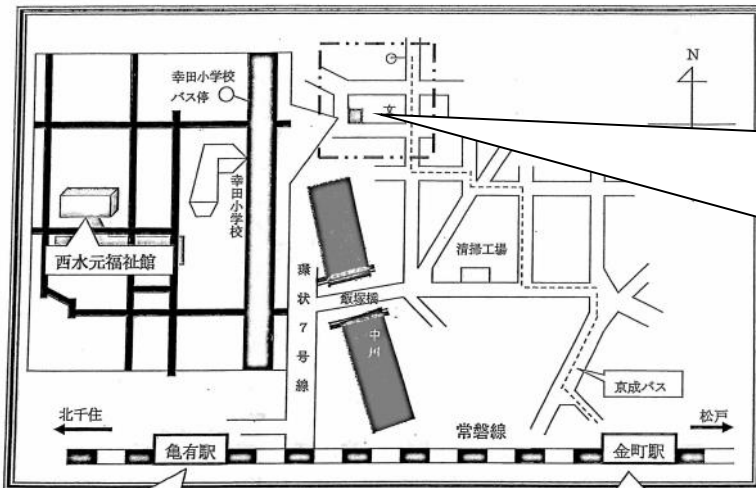 幸田小学校
バス停
N
文
幸田小学校
西水元福祉館
清掃工場
環状7号線
飯塚橋
中川
京成バス
北千住
常磐線
松戸
亀有駅
金町駅